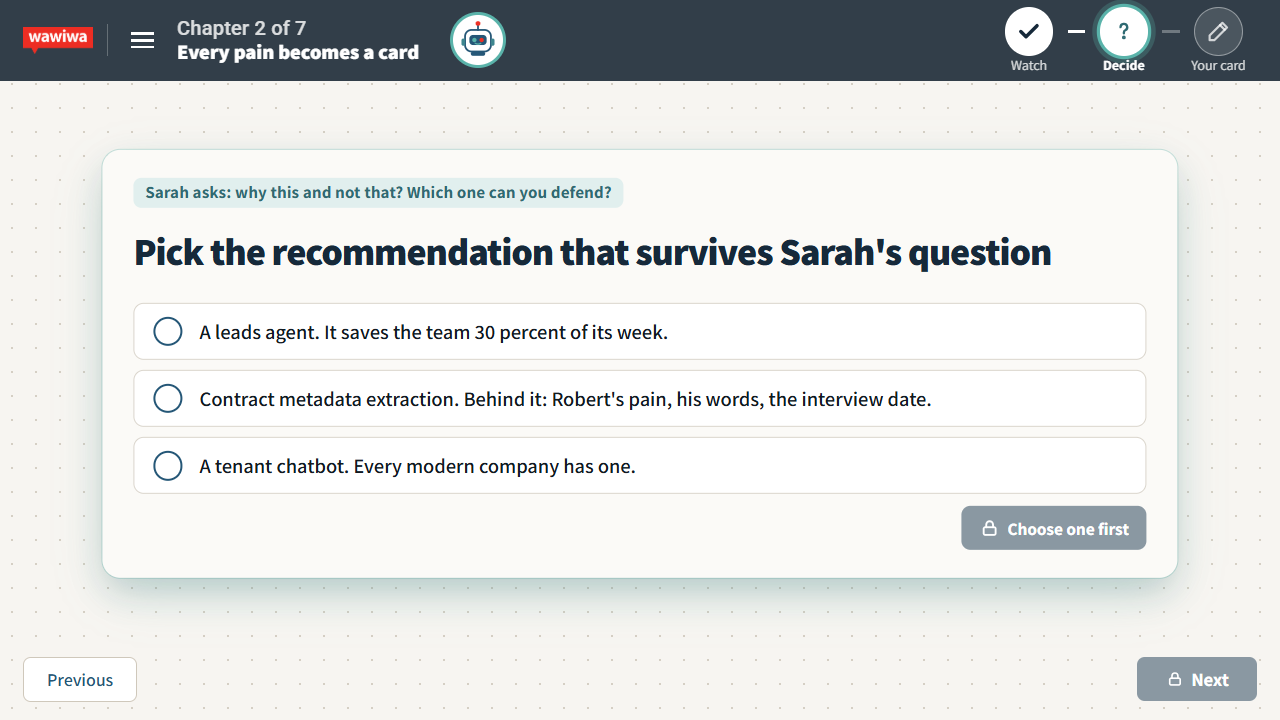 wawiwa
Chapter 2 of 7
Every pain becomes a card
Watch
?
Decide
Your card
Sarah asks: why this and not that? Which one can you defend?
Pick the recommendation that survives Sarah's question
A leads agent. It saves the team 30 percent of its week.
Contract metadata extraction. Behind it: Robert's pain, his words, the interview date.
A tenant chatbot. Every modern company has one.
Choose one first
Previous
Next